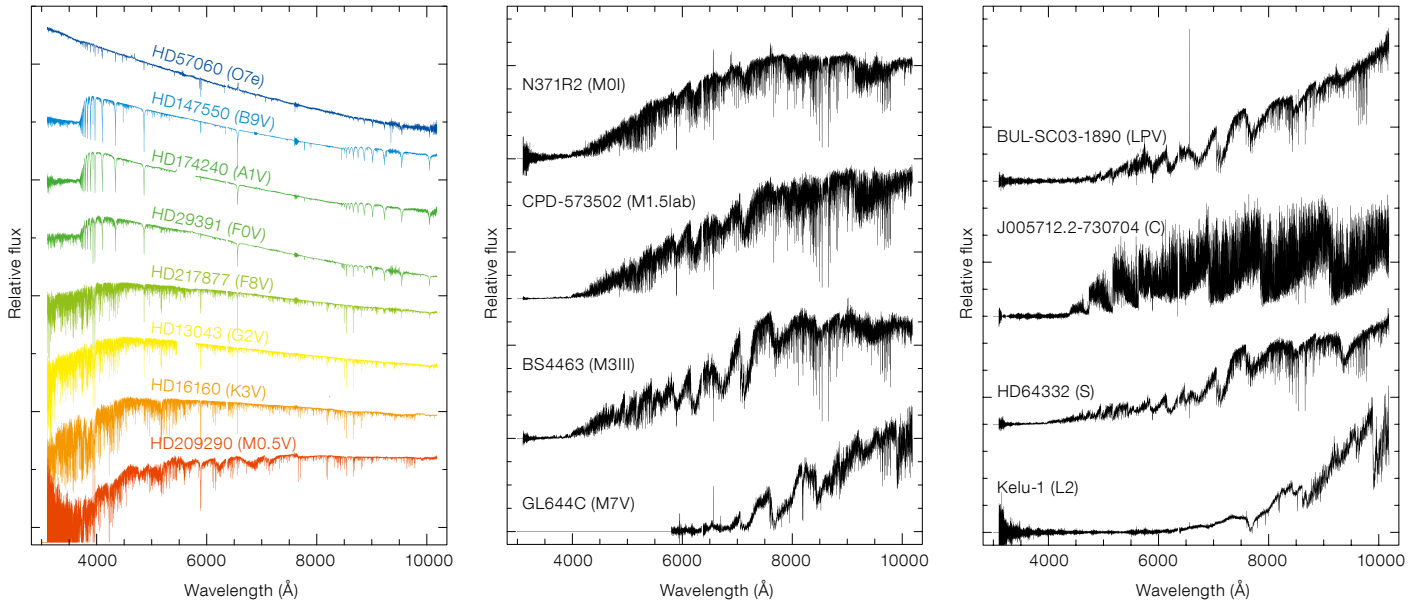 Relative flux
HD57060 (O7e)
HD147550 (B9V)
HD174240 (A1V)
HD29391 (F0V)
HD217877 (F8V)
HD13043 (G2V)
HD16160 (K3V)
HD209290 (M0.5V)
4000 6000 8000 10000
Wavelength (Å)
Relative flux
N371R2 (M0I)
CPD-573502 (M1.5Iab)
BS4463 (M3III)
GL644C (M7V)
4000 6000 8000 10000
Wavelength (Å)
Relative flux
BUL-SC03-1890 (LPV)
J005712.2-730704 (C)
HD64332 (S)
Kelu-1 (L2)
4000 6000 8000 10000
Wavelength (Å)